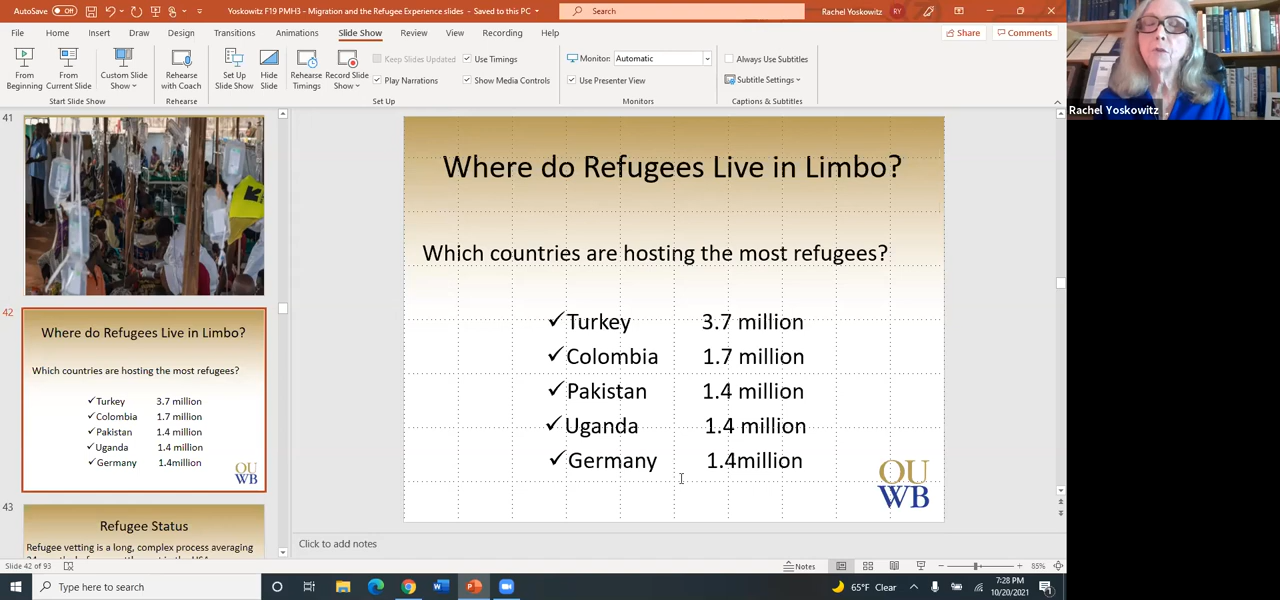 AutoSave Off
Yoskowitz F19 PMH3 - Migration and the Refugee Experience slides - Saved to this PC
Search
Rachel Yoskowitz RY
File Home Insert Draw Design Transitions Animations Slide Show Review View Recording Help
Share Comments
From Beginning
From Current Slide
Custom Slide Show
Start Slide Show
Rehearse with Coach
Rehearse
Set Up Slide Show
Hide Slide
Rehearse Timings
Record Slide Show
Keep Slides Updated
Use Timings
Play Narrations
Show Media Controls
Set Up
Monitor: Automatic
Use Presenter View
Monitors
Always Use Subtitles
Subtitle Settings
Captions & Subtitles
Rachel Yoskowitz
41
42
Where do Refugees Live in Limbo?
Which countries are hosting the most refugees?
Turkey 3.7 million
Colombia 1.7 million
Pakistan 1.4 million
Uganda 1.4 million
Germany 1.4million
OU
WB
43
Refugee Status
Refugee vetting is a long, complex process averaging
Where do Refugees Live in Limbo?
Which countries are hosting the most refugees?
✓Turkey 3.7 million
✓Colombia 1.7 million
✓Pakistan 1.4 million
✓Uganda 1.4 million
✓Germany 1.4million
OU
WB
Click to add notes
Slide 42 of 93
Notes
85%
Type here to search
65°F Clear
7:28 PM
10/20/2021